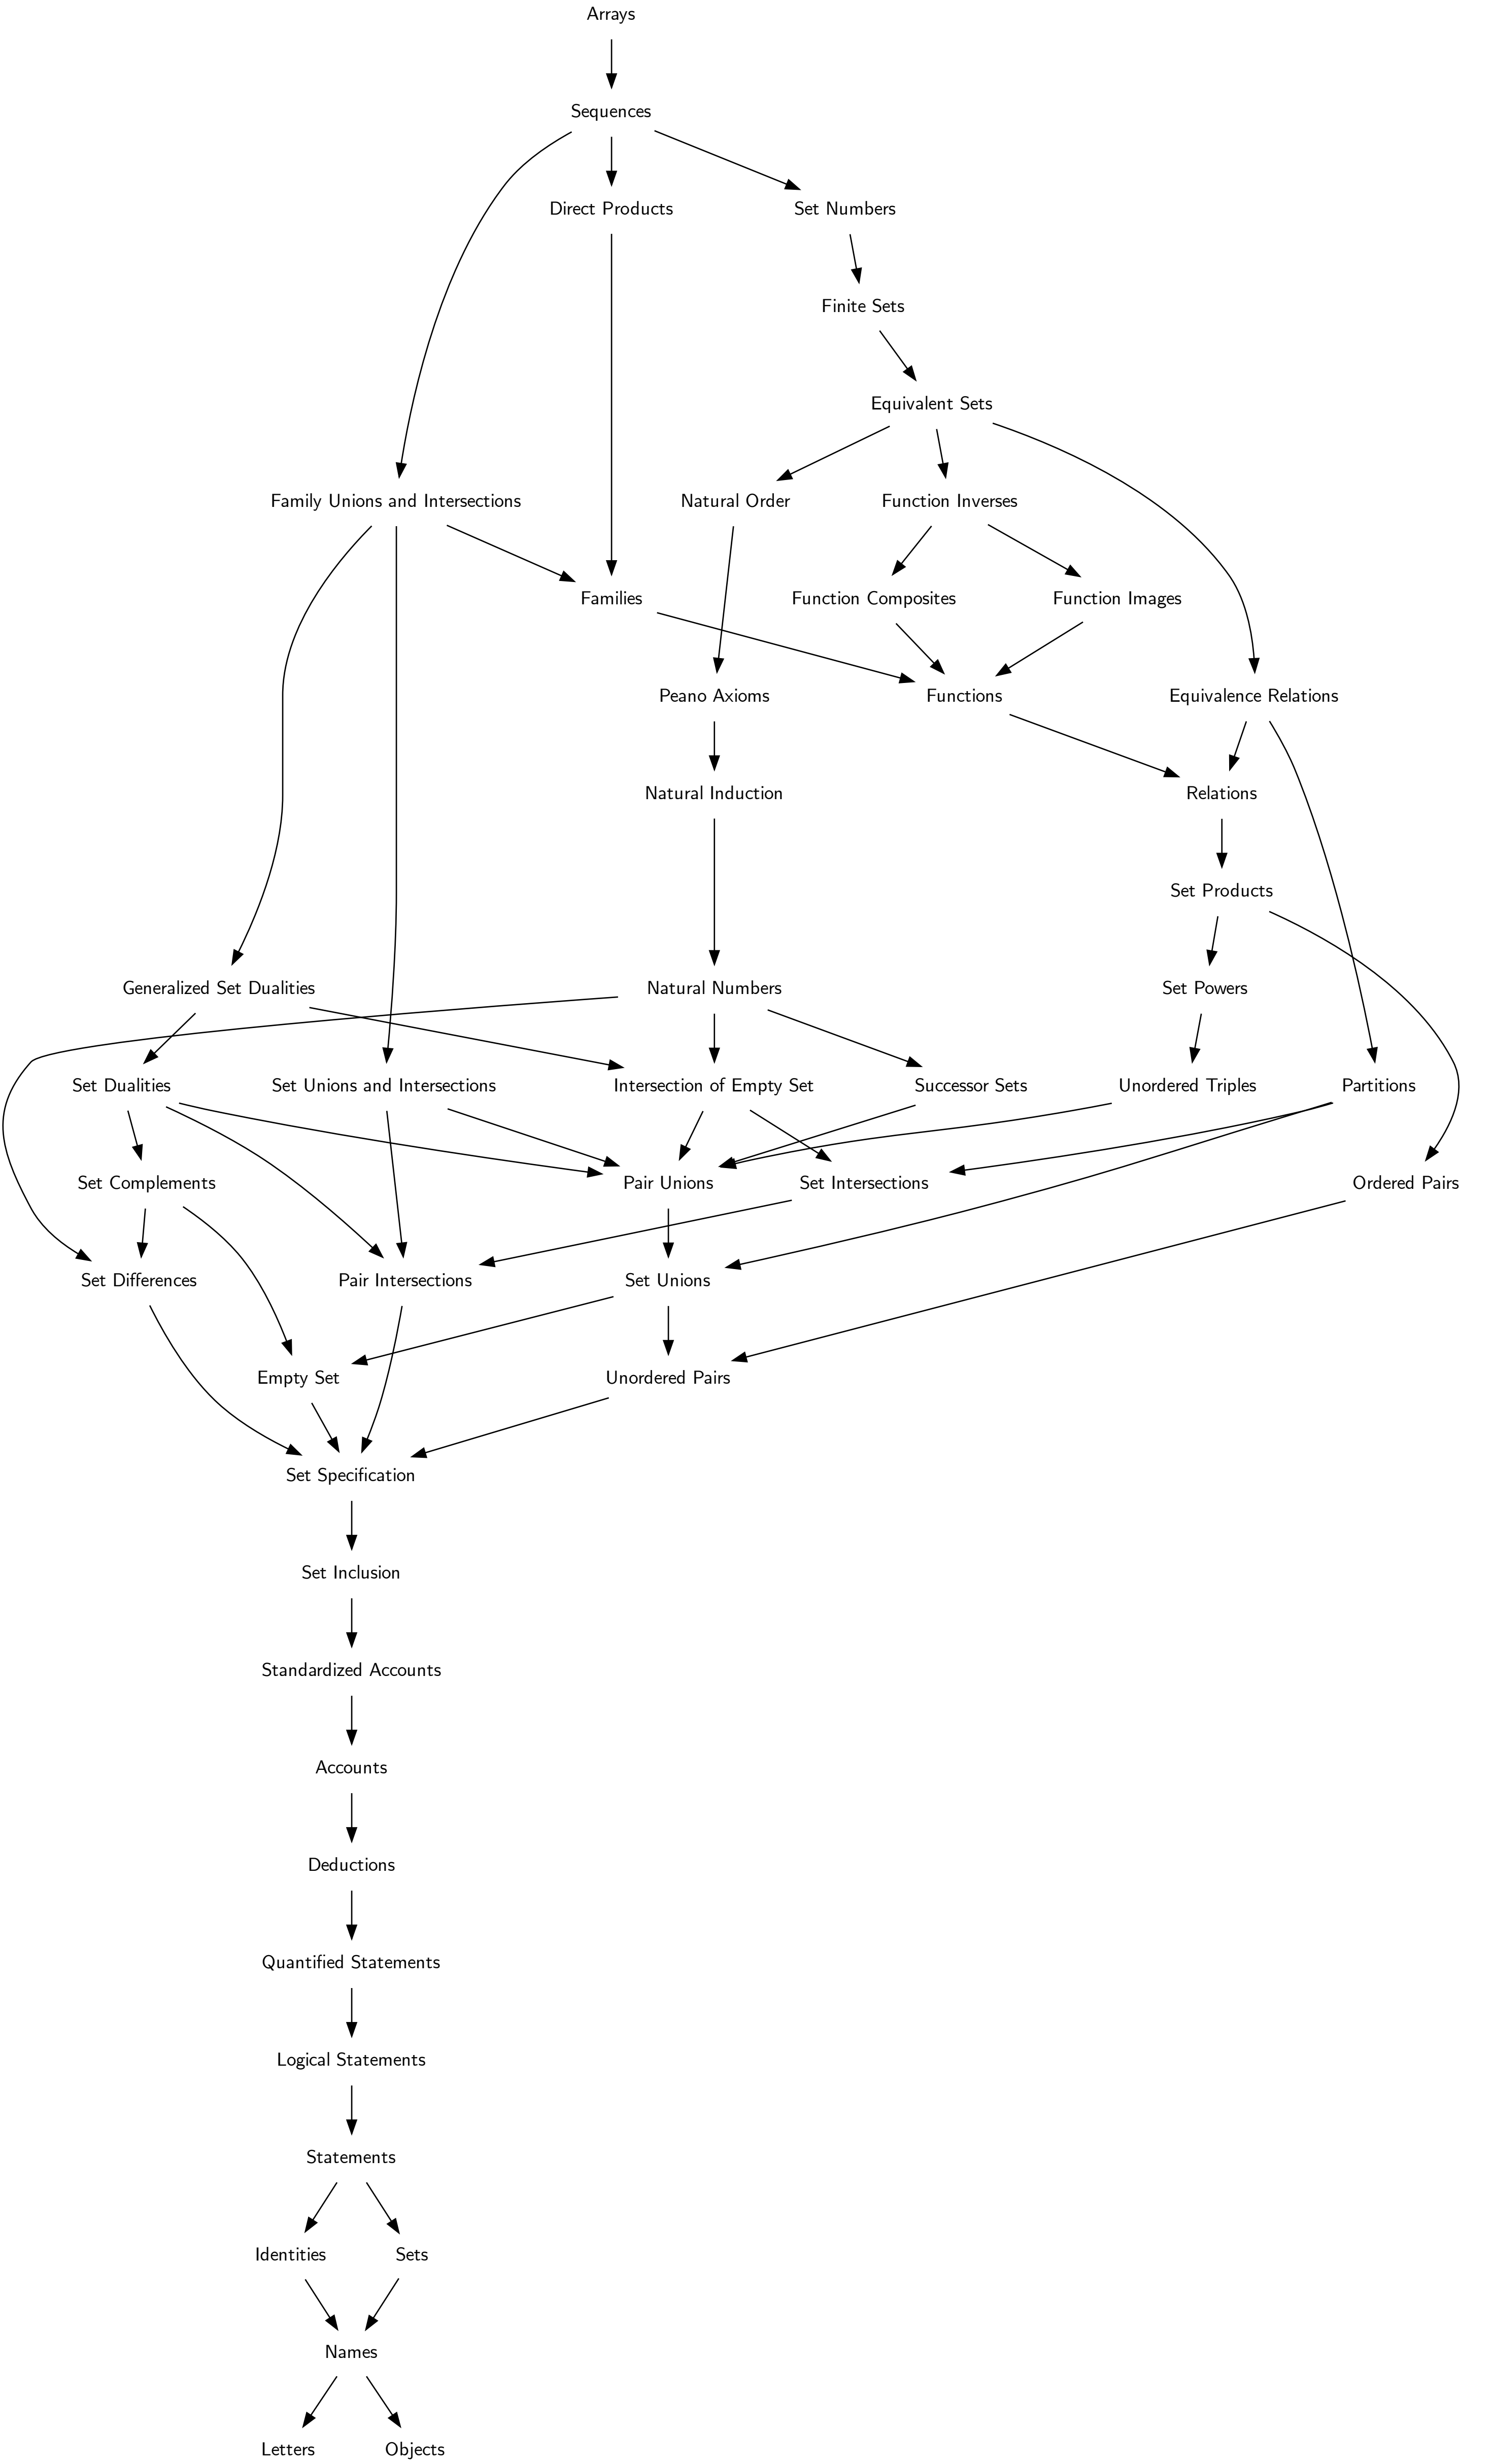 Arrays
Sequences
Direct Products
Set Numbers
Finite Sets
Equivalent Sets
Family Unions and Intersections
Natural Order
Function Inverses
Families
Function Composites
Function Images
Peano Axioms
Functions
Equivalence Relations
Natural Induction
Relations
Set Products
Generalized Set Dualities
Natural Numbers
Set Powers
Set Dualities
Set Unions and Intersections
Intersection of Empty Set
Successor Sets
Unordered Triples
Partitions
Set Complements
Pair Unions
Set Intersections
Ordered Pairs
Set Differences
Pair Intersections
Set Unions
Empty Set
Unordered Pairs
Set Specification
Set Inclusion
Standardized Accounts
Accounts
Deductions
Quantified Statements
Logical Statements
Statements
Identities
Sets
Names
Letters
Objects